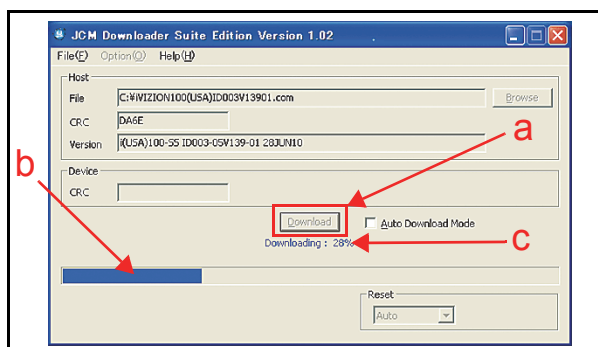 JCM Downloader Suite Edition Version 1.02
File(F) Option(O) Help(H)
Host
File C:¥iVIZION100(USA)ID003V13901.com Browse
CRC DA6E
Version i(USA)100-SS ID003-05V139-01 28JUN10
a
b
Device
CRC
Download Auto Download Mode
Downloading : 28%
c
Reset
Auto